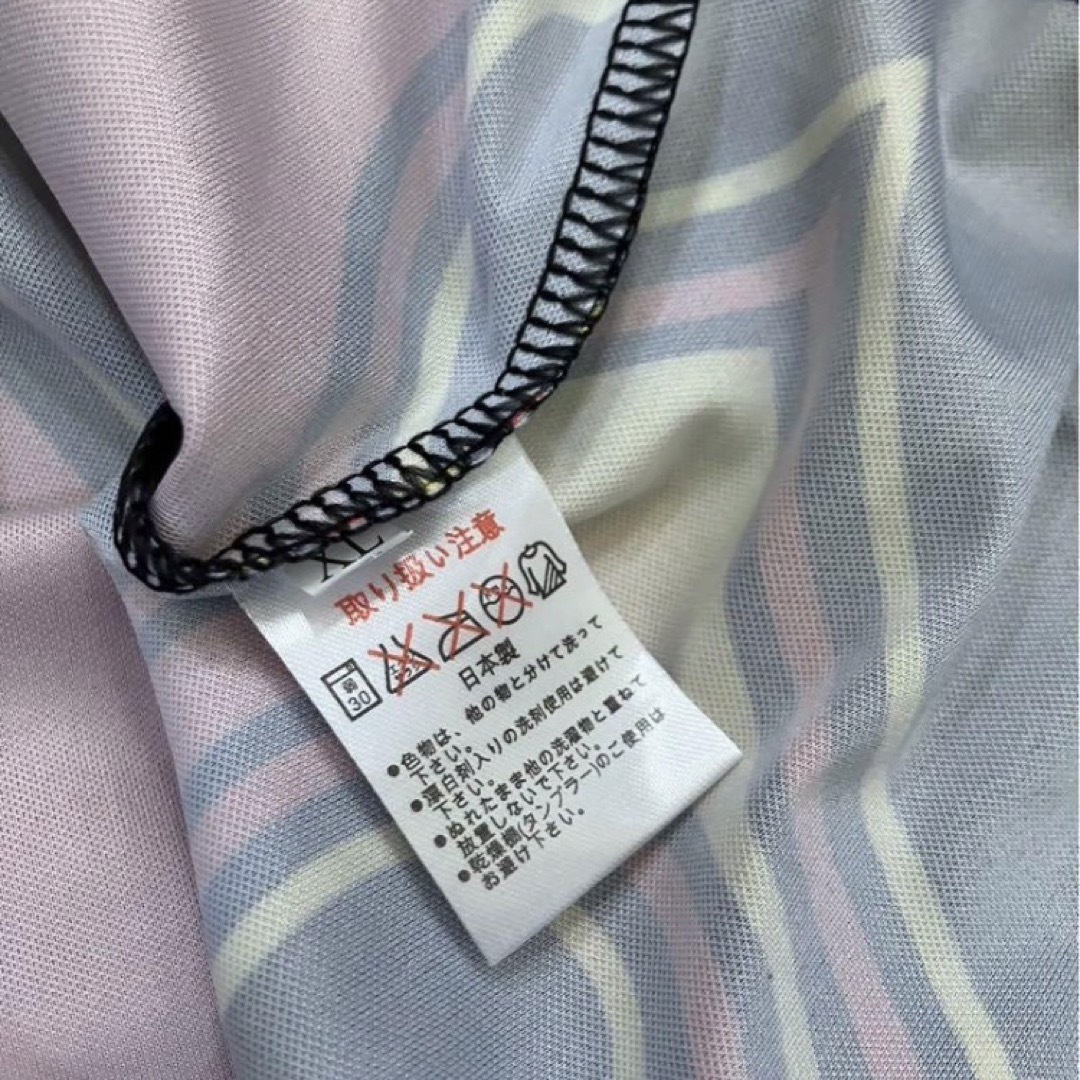 XL
取り扱い注意
弱
30
日本製
●色物は、他の物と分けて洗って
下さい。
●漂白剤入りの洗剤使用は避けて
下さい。
●ぬれたまま他の洗濯物と重ねて
放置しないで下さい。
●乾燥機(タンブラー)のご使用は
お避け下さい。